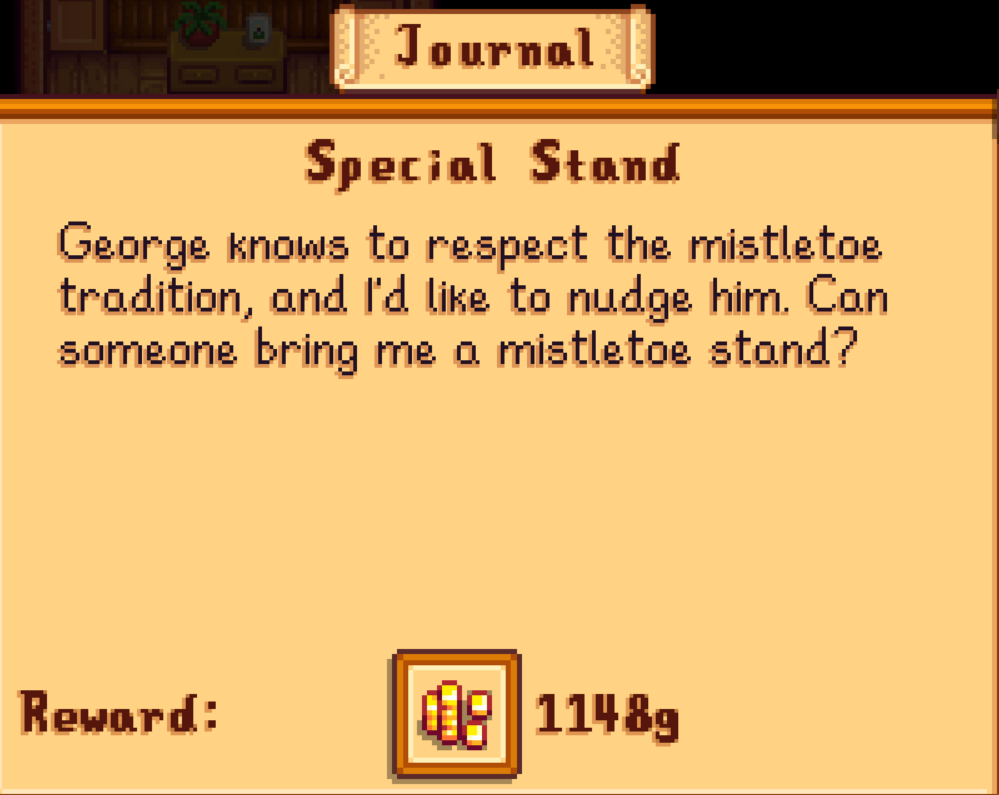 Journal
Special Stand
George knows to respect the mistletoe
tradition, and I'd like to nudge him. Can
someone bring me a mistletoe stand?
Reward: 1148g